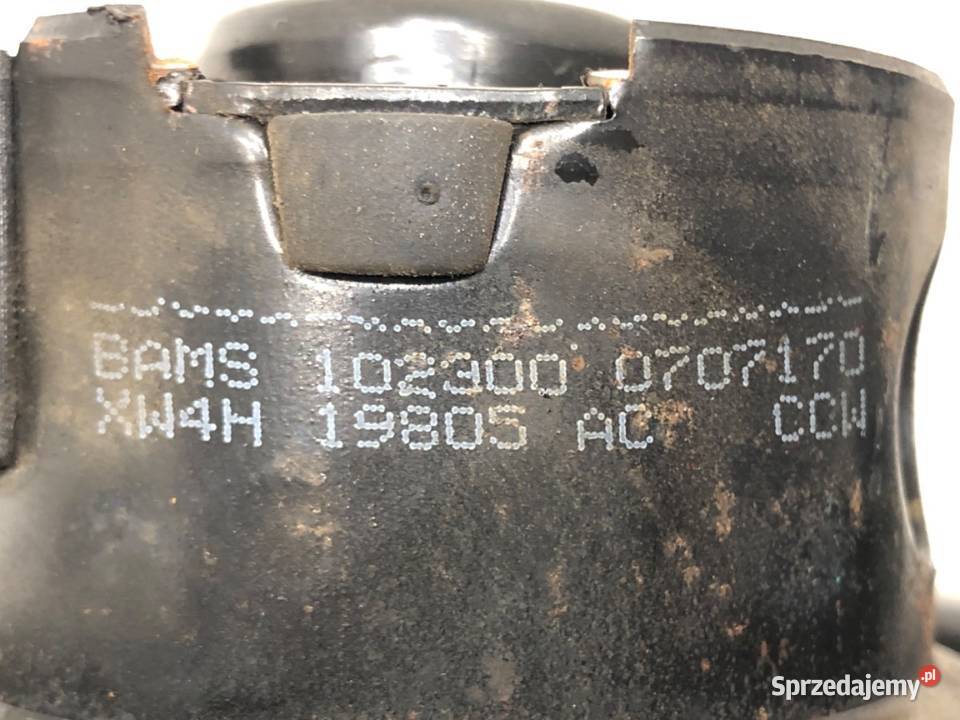 BAMS 102300 0707170
XW4H 19805 AC CCW
Sprzedajemy.pl